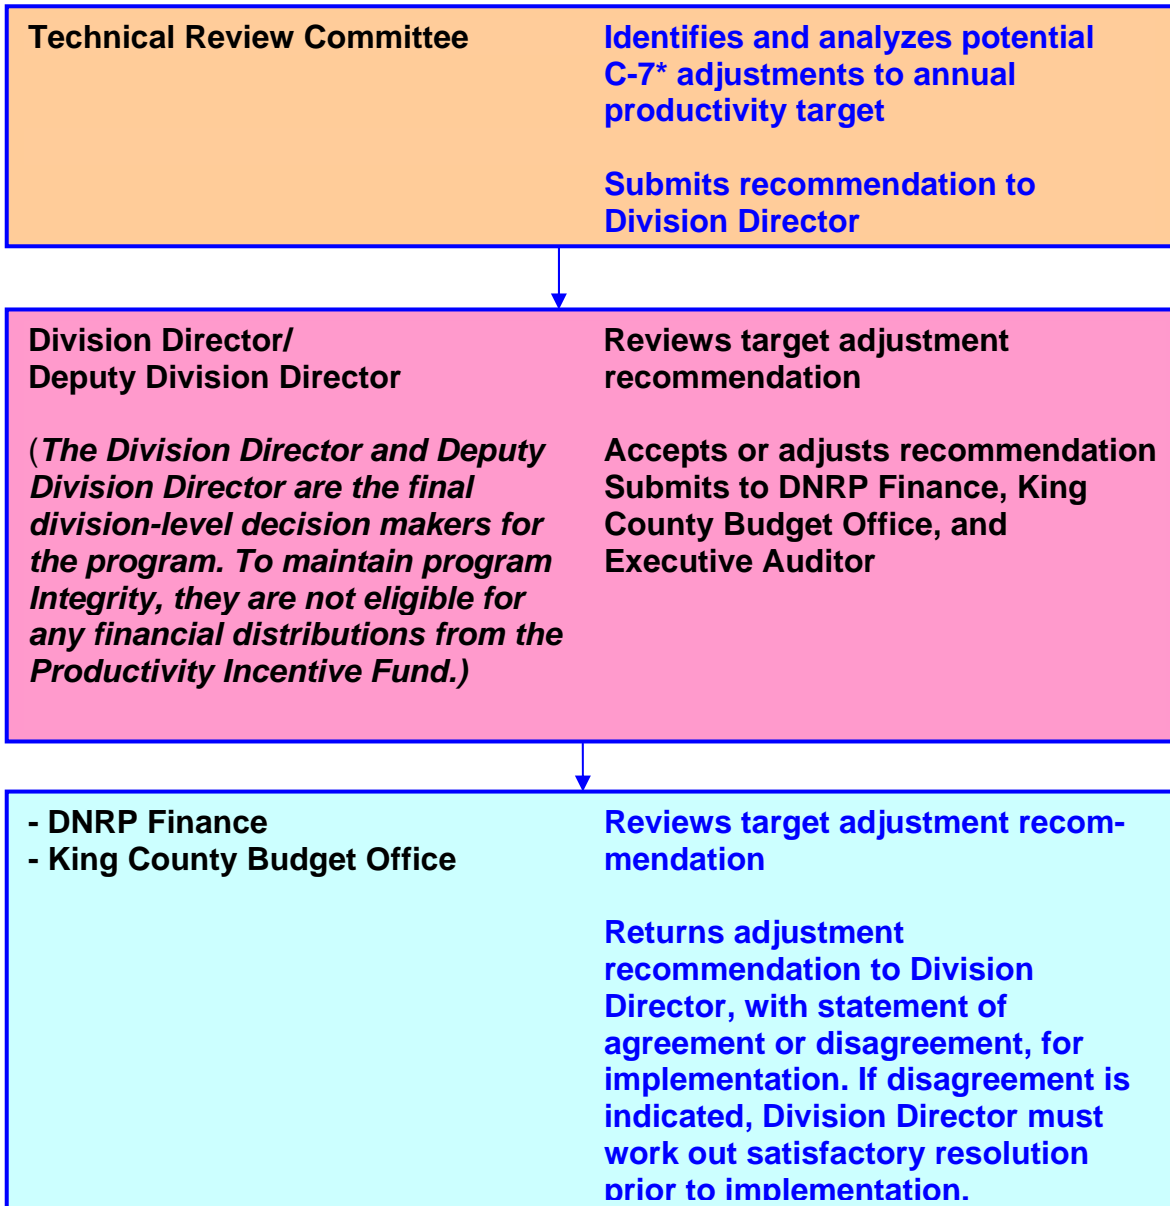 Technical Review Committee
Identifies and analyzes potential
C-7* adjustments to annual
productivity target
Submits recommendation to
Division Director
Division Director/
Deputy Division Director
(The Division Director and Deputy
Division Director are the final
division-level decision makers for
the program. To maintain program
Integrity, they are not eligible for
any financial distributions from the
Productivity Incentive Fund.)
Reviews target adjustment
recommendation
Accepts or adjusts recommendation
Submits to DNRP Finance, King
County Budget Office, and
Executive Auditor
- DNRP Finance
- King County Budget Office
Reviews target adjustment recom-
mendation
Returns adjustment
recommendation to Division
Director, with statement of
agreement or disagreement, for
implementation. If disagreement is
indicated, Division Director must
work out satisfactory resolution
prior to implementation.